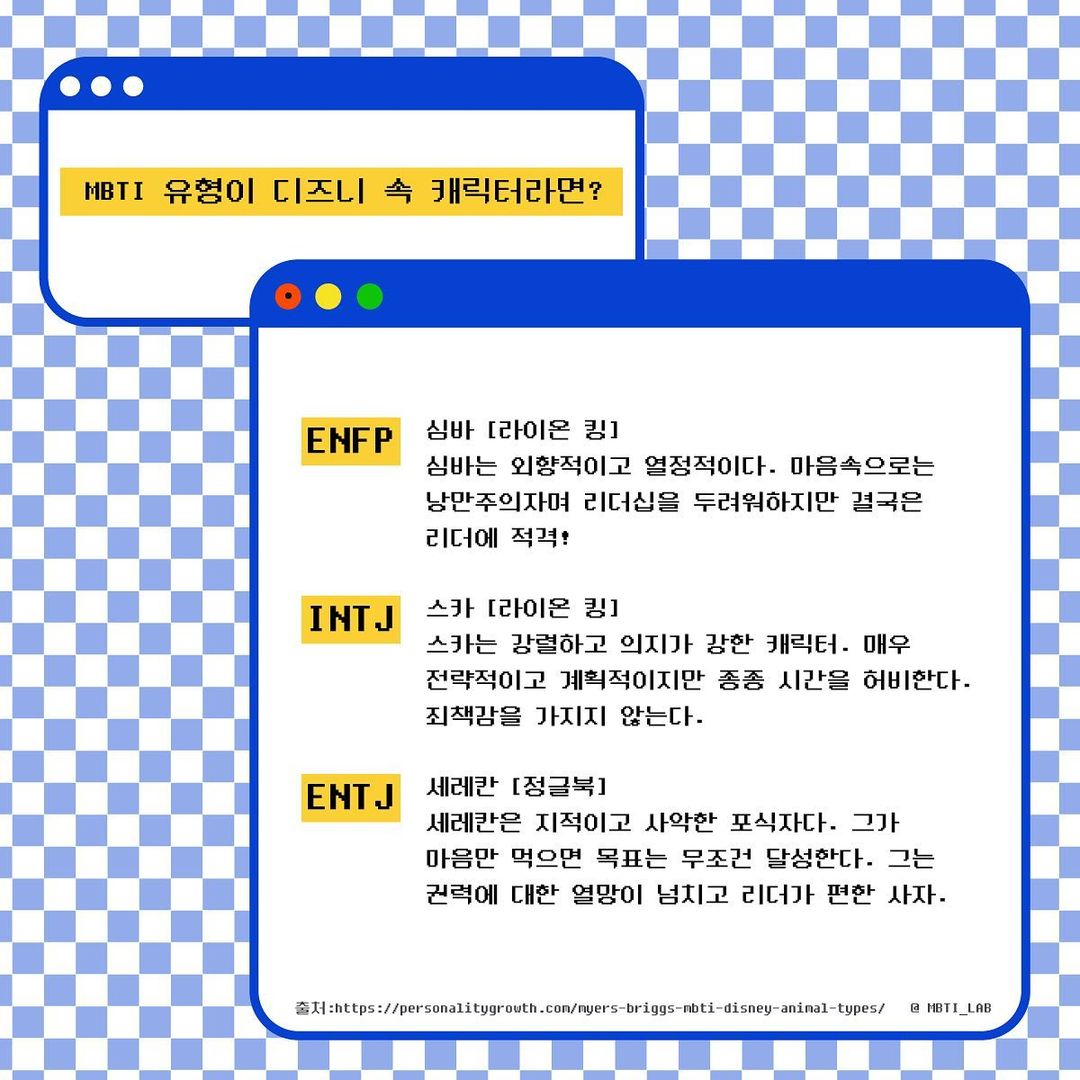 MBTI 유형이 디즈니 속 캐릭터라면?
ENFP
심바 [라이온 킹]
심바는 외향적이고 열정적이다. 마음속으로는
낭만주의자며 리더십을 두려워하지만 결국은
리더에 적격!
INTJ
스카 [라이온 킹]
스카는 강렬하고 의지가 강한 캐릭터. 매우
전략적이고 계획적이지만 종종 시간을 허비한다.
죄책감을 가지지 않는다.
ENTJ
세레칸 [정글북]
세레칸은 지적이고 사악한 포식자다. 그가
마음만 먹으면 목표는 무조건 달성한다. 그는
권력에 대한 열망이 넘치고 리더가 편한 사자.
출처:https://personalitygrowth.com/myers-briggs-mbti-disney-animal-types/ @ MBTI_LAB